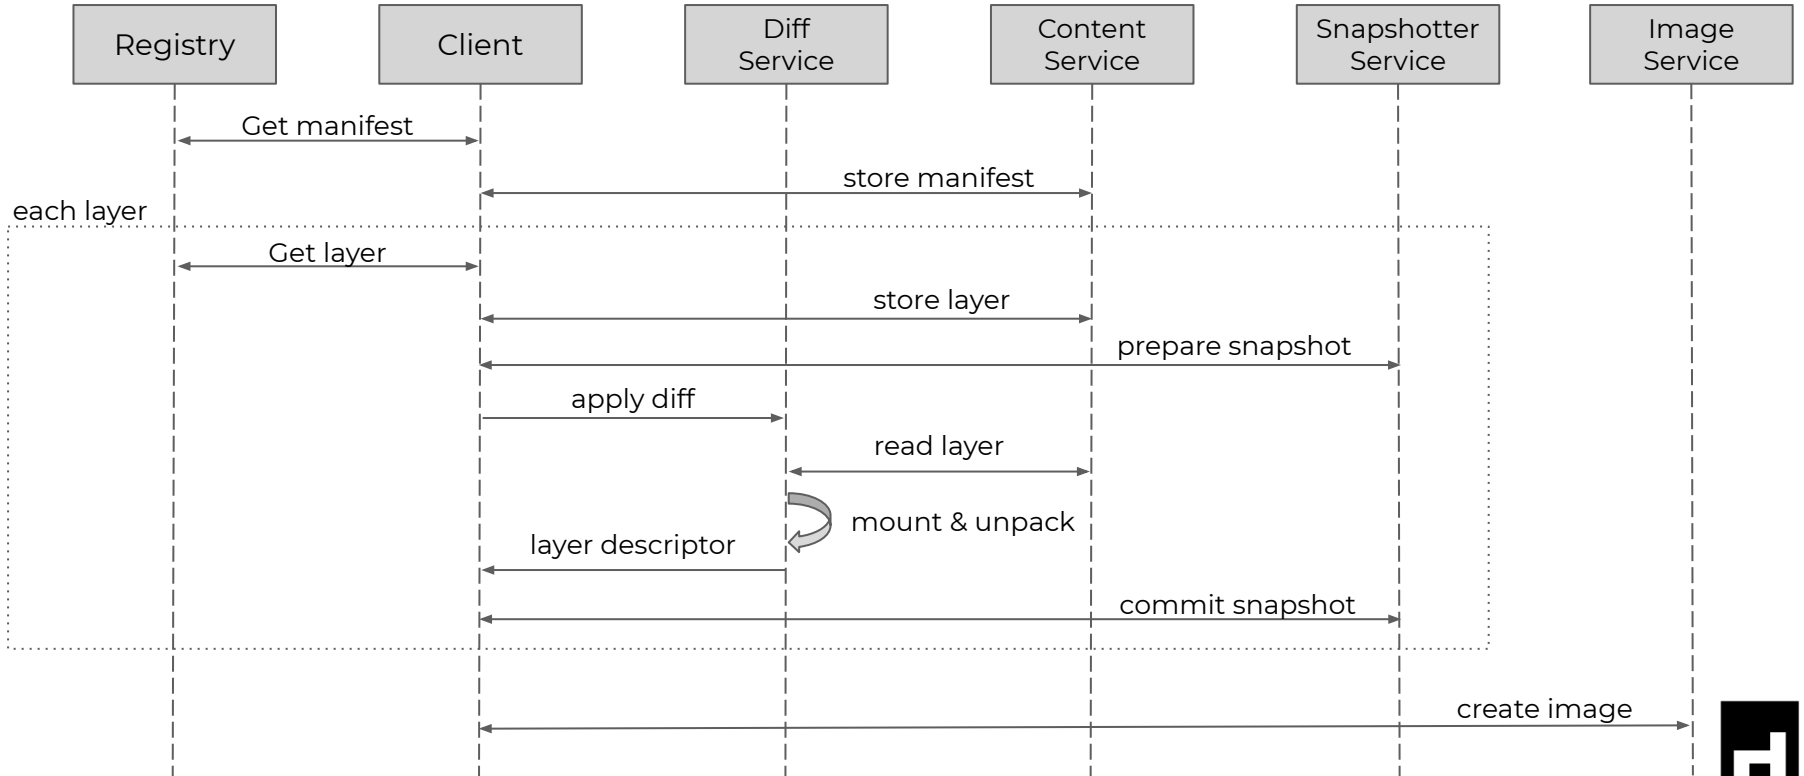 Registry
Client
Diff
Service
Content
Service
Snapshotter
Service
Image
Service
Get manifest
store manifest
each layer
Get layer
store layer
prepare snapshot
apply diff
read layer
mount & unpack
layer descriptor
commit snapshot
create image